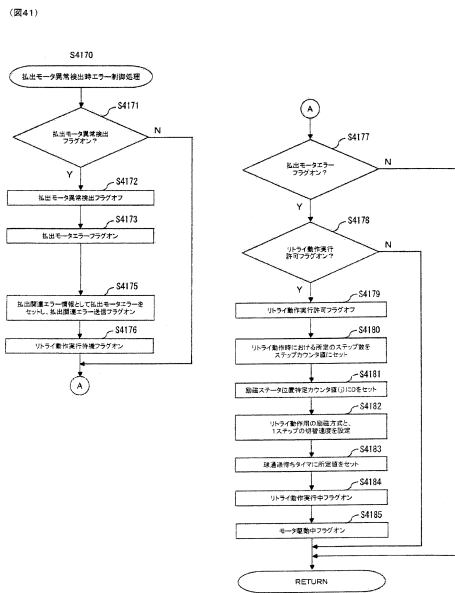 (図41)
S4170
払出モータ異常検出時エラー制御処理
S4171
払出モータ異常検出
フラグオン？
N
Y
S4172
払出モータ異常検出フラグオフ
S4173
払出モータエラーフラグオン
S4175
払出関連エラー情報として払出モータエラーを
セットし、払出関連エラー送信フラグオン
S4176
リトライ動作実行待機フラグオン
A
A
S4177
払出モータエラー
フラグオン？
N
Y
S4178
リトライ動作実行
許可フラグオン？
N
Y
S4179
リトライ動作実行許可フラグオフ
S4180
リトライ動作時における所定のステップ数を
ステップカウンタ値にセット
S4181
励磁ステータ位置特定カウンタ値(j)に0をセット
S4182
リトライ動作用の励磁方式と、
1ステップの切替速度を設定
S4183
球通過待ちタイマに所定値をセット
S4184
リトライ動作実行中フラグオン
S4185
モータ駆動中フラグオン
RETURN